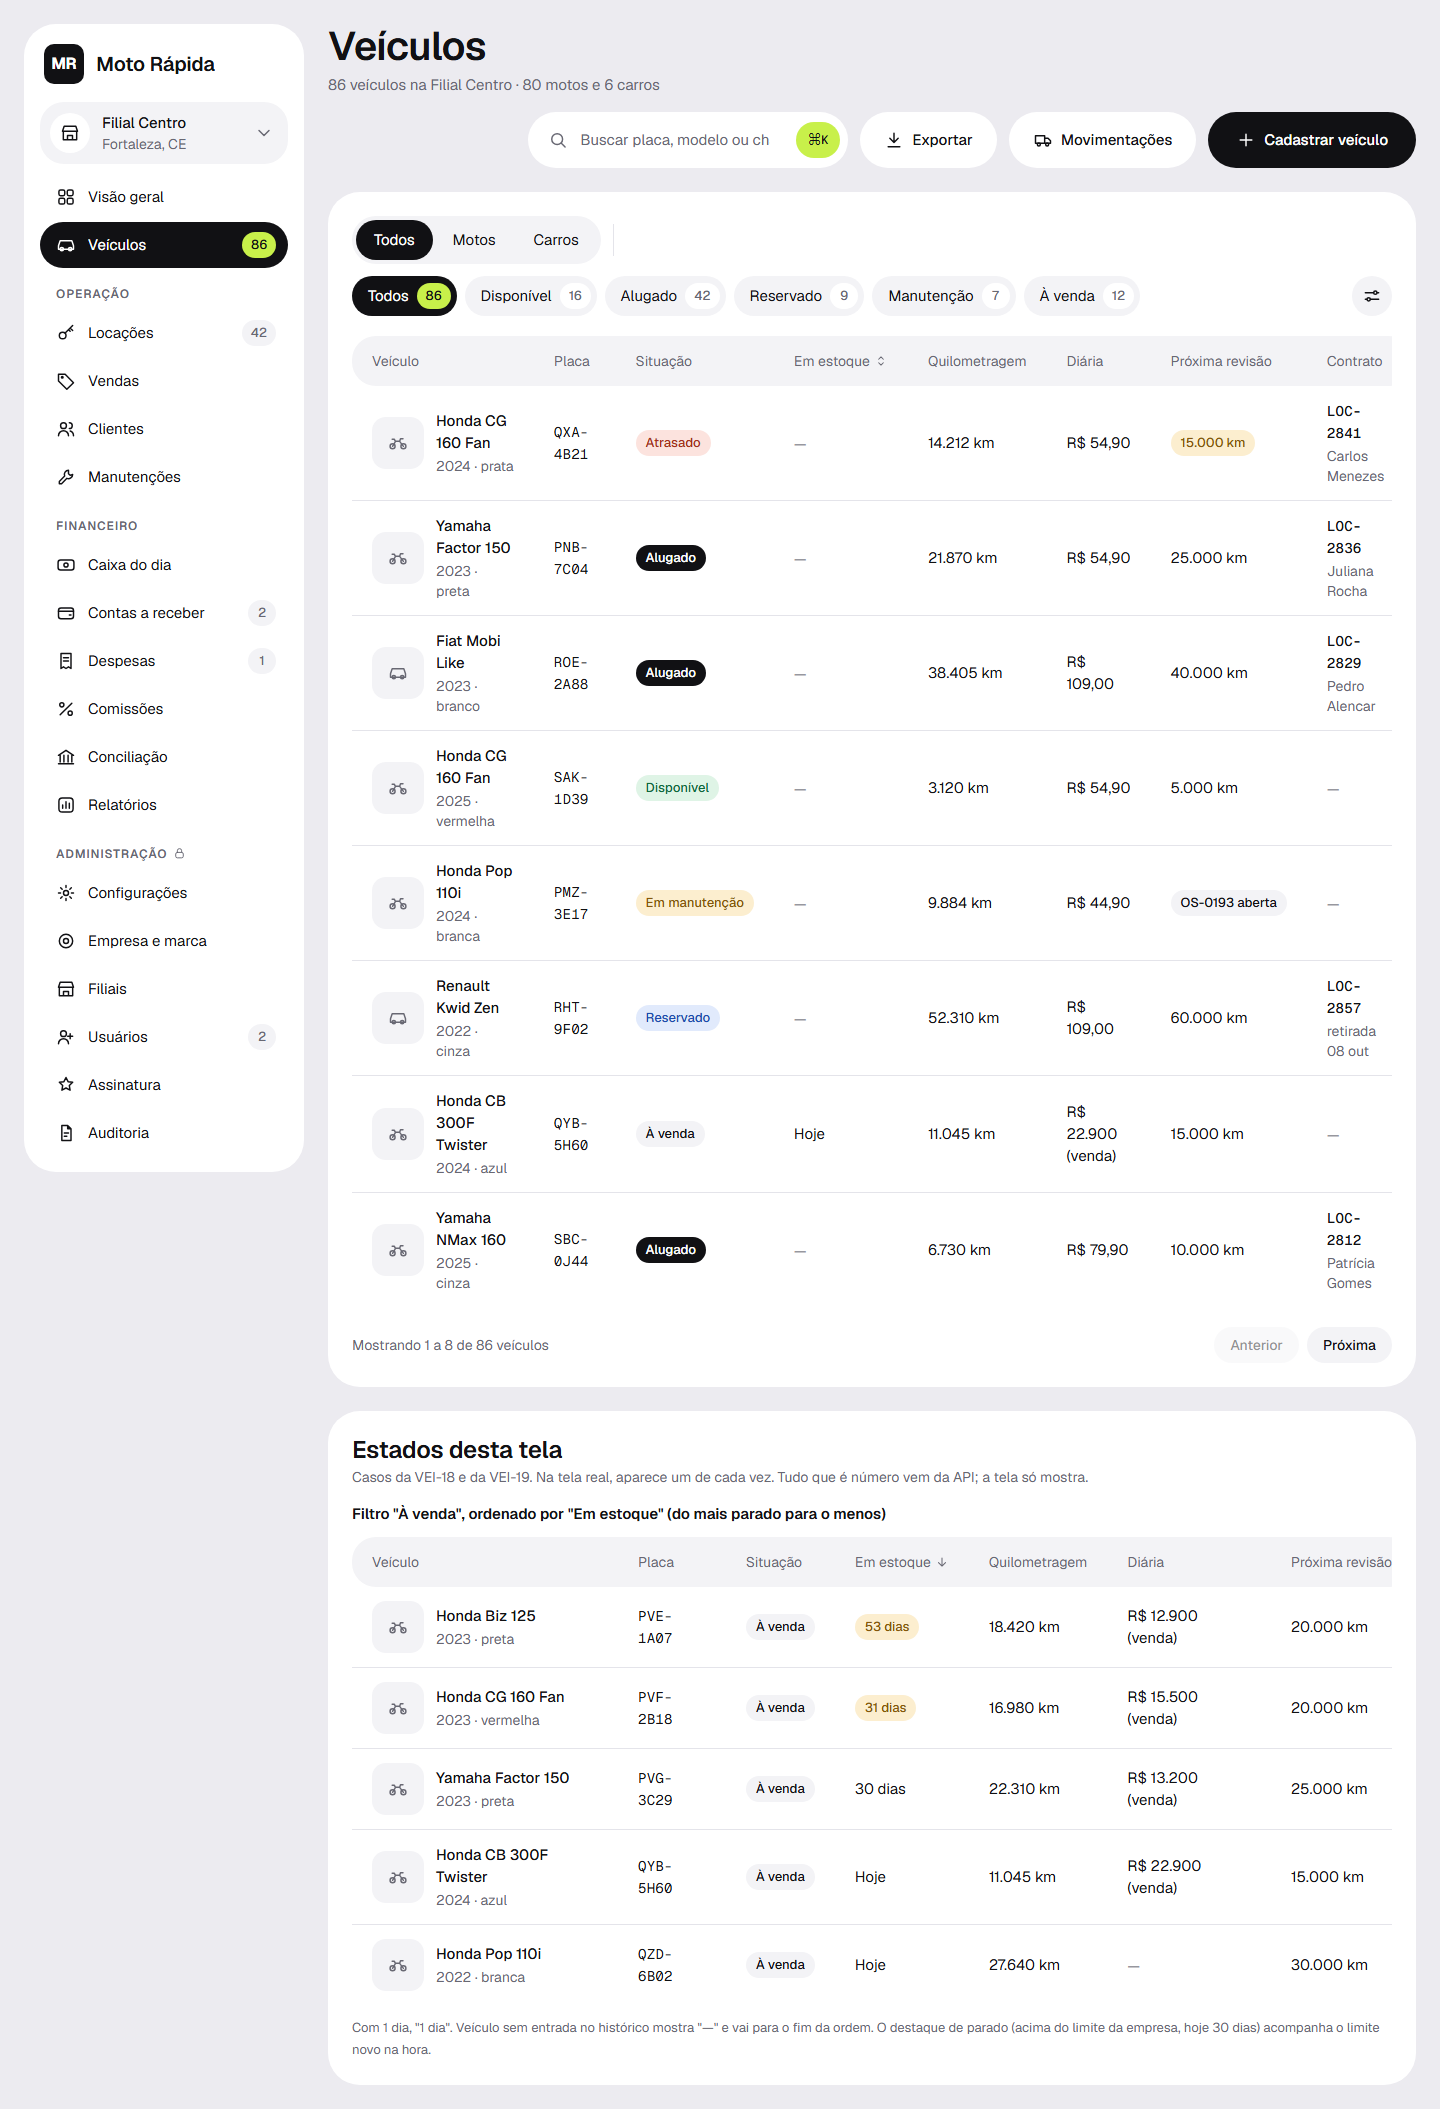 MR Moto Rápida
Filial Centro
Fortaleza, CE
Visão geral
Veículos 86
OPERAÇÃO
Locações 42
Vendas
Clientes
Manutenções
FINANCEIRO
Caixa do dia
Contas a receber 2
Despesas 1
Comissões
Conciliação
Relatórios
ADMINISTRAÇÃO
Configurações
Empresa e marca
Filiais
Usuários 2
Assinatura
Auditoria
Veículos
86 veículos na Filial Centro · 80 motos e 6 carros
Buscar placa, modelo ou ch ⌘K Exportar Movimentações Cadastrar veículo
Todos Motos Carros
Todos 86 Disponível 16 Alugado 42 Reservado 9 Manutenção 7 À venda 12
Veículo Placa Situação Em estoque Quilometragem Diária Próxima revisão Contrato
Honda CG
160 Fan
2024 · prata
QXA-
4B21
Atrasado — 14.212 km R$ 54,90 15.000 km
LOC-
2841
Carlos
Menezes
Yamaha
Factor 150
2023 ·
preta
PNB-
7C04
Alugado — 21.870 km R$ 54,90 25.000 km
LOC-
2836
Juliana
Rocha
Fiat Mobi
Like
2023 ·
branco
ROE-
2A88
Alugado — 38.405 km
R$
109,00
40.000 km
LOC-
2829
Pedro
Alencar
Honda CG
160 Fan
2025 ·
vermelha
SAK-
1D39
Disponível — 3.120 km R$ 54,90 5.000 km —
Honda Pop
110i
2024 ·
branca
PMZ-
3E17
Em manutenção — 9.884 km R$ 44,90 OS-0193 aberta —
Renault
Kwid Zen
2022 ·
cinza
RHT-
9F02
Reservado — 52.310 km
R$
109,00
60.000 km
LOC-
2857
retirada
08 out
Honda CB
300F
Twister
2024 · azul
QYB-
5H60
À venda Hoje 11.045 km
R$
22.900
(venda)
15.000 km —
Yamaha
NMax 160
2025 ·
cinza
SBC-
0J44
Alugado — 6.730 km R$ 79,90 10.000 km
LOC-
2812
Patrícia
Gomes
Mostrando 1 a 8 de 86 veículos Anterior Próxima
Estados desta tela
Casos da VEI-18 e da VEI-19. Na tela real, aparece um de cada vez. Tudo que é número vem da API; a tela só mostra.
Filtro "À venda", ordenado por "Em estoque" (do mais parado para o menos)
Veículo Placa Situação Em estoque ↓ Quilometragem Diária Próxima revisão
Honda Biz 125
2023 · preta
PVE-
1A07
À venda 53 dias 18.420 km
R$ 12.900
(venda)
20.000 km
Honda CG 160 Fan
2023 · vermelha
PVF-
2B18
À venda 31 dias 16.980 km
R$ 15.500
(venda)
20.000 km
Yamaha Factor 150
2023 · preta
PVG-
3C29
À venda 30 dias 22.310 km
R$ 13.200
(venda)
25.000 km
Honda CB 300F
Twister
2024 · azul
QYB-
5H60
À venda Hoje 11.045 km
R$ 22.900
(venda)
15.000 km
Honda Pop 110i
2022 · branca
QZD-
6B02
À venda Hoje 27.640 km — 30.000 km
Com 1 dia, "1 dia". Veículo sem entrada no histórico mostra "—" e vai para o fim da ordem. O destaque de parado (acima do limite da empresa, hoje 30 dias) acompanha o limite
novo na hora.